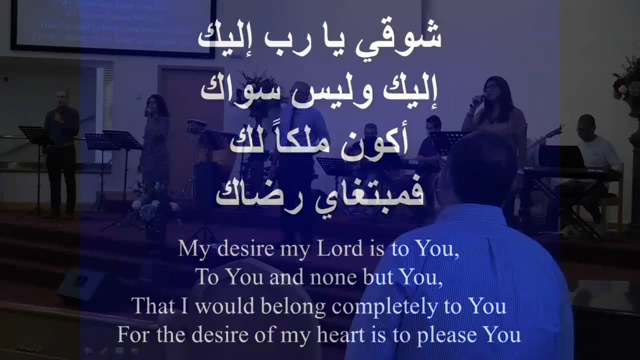 شوقي يا رب إليك
إليك وليس سواك
أكون ملكاً لك
فمبتغاي رضاك
My desire my Lord is to You,
To You and none but You,
That I would belong completely to You
For the desire of my heart is to please You